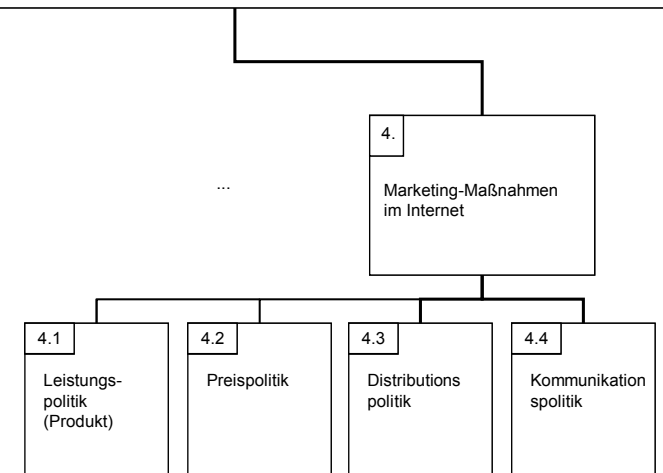 4.
...
Marketing-Maßnahmen
im Internet
4.1
Leistungs-
politik
(Produkt)
4.2
Preispolitik
4.3
Distributions
politik
4.4
Kommunikation
spolitik